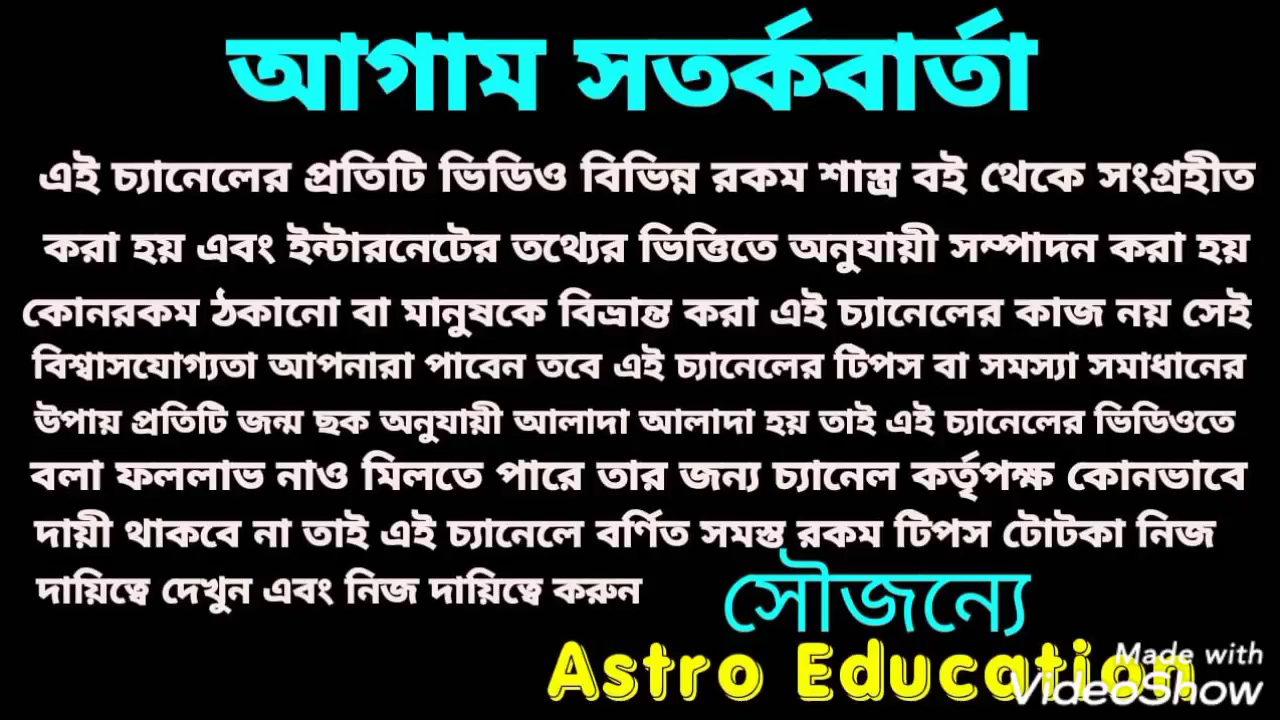 আগাম সতর্কবার্তা
এই চ্যানেলের প্রতিটি ভিডিও বিভিন্ন রকম শাস্ত্র বই থেকে সংগ্রহীত
করা হয় এবং ইন্টারনেটের তথ্যের ভিত্তিতে অনুযায়ী সম্পাদন করা হয়
কোনরকম ঠকানো বা মানুষকে বিভ্রান্ত করা এই চ্যানেলের কাজ নয় সেই
বিশ্বাসযোগ্যতা আপনারা পাবেন তবে এই চ্যানেলের টিপস বা সমস্যা সমাধানের
উপায় প্রতিটি জন্ম ছক অনুযায়ী আলাদা আলাদা হয় তাই এই চ্যানেলের ভিডিওতে
বলা ফললাভ নাও মিলতে পারে তার জন্য চ্যানেল কর্তৃপক্ষ কোনভাবে
দায়ী থাকবে না তাই এই চ্যানেলে বর্ণিত সমস্ত রকম টিপস টোটকা নিজ
দায়িত্বে দেখুন এবং নিজ দায়িত্বে করুন
সৌজন্যে
Astro Education
Made with
VideoShow